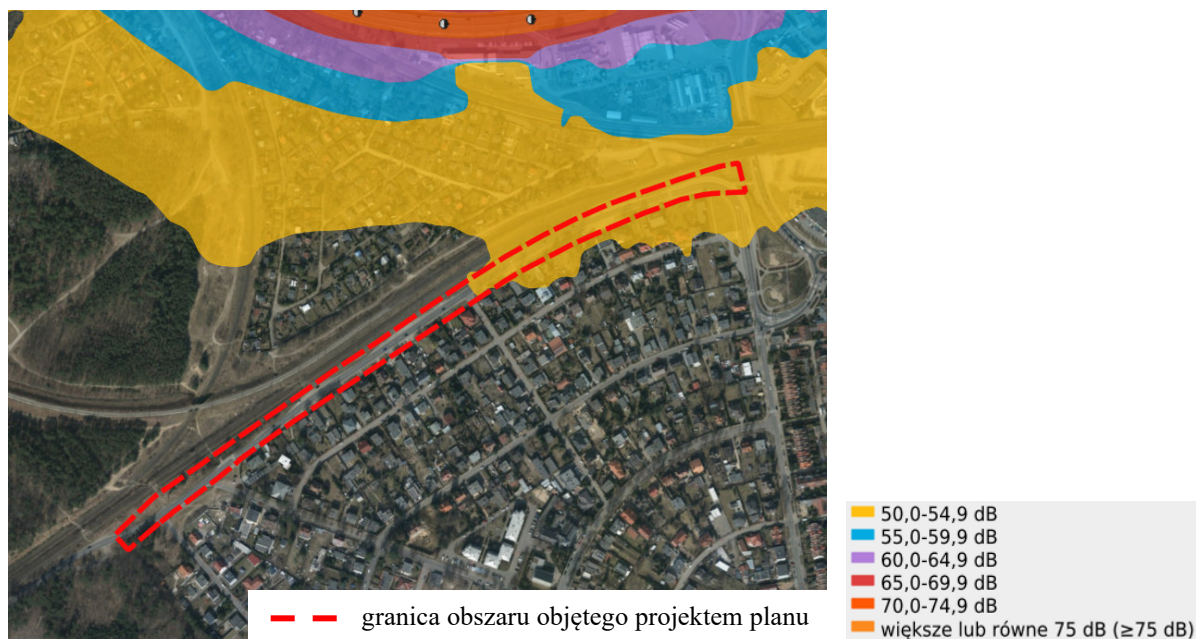 granica obszaru objętego projektem planu
50,0-54,9 dB
55,0-59,9 dB
60,0-64,9 dB
65,0-69,9 dB
70,0-74,9 dB
większe lub równe 75 dB (≥75 dB)